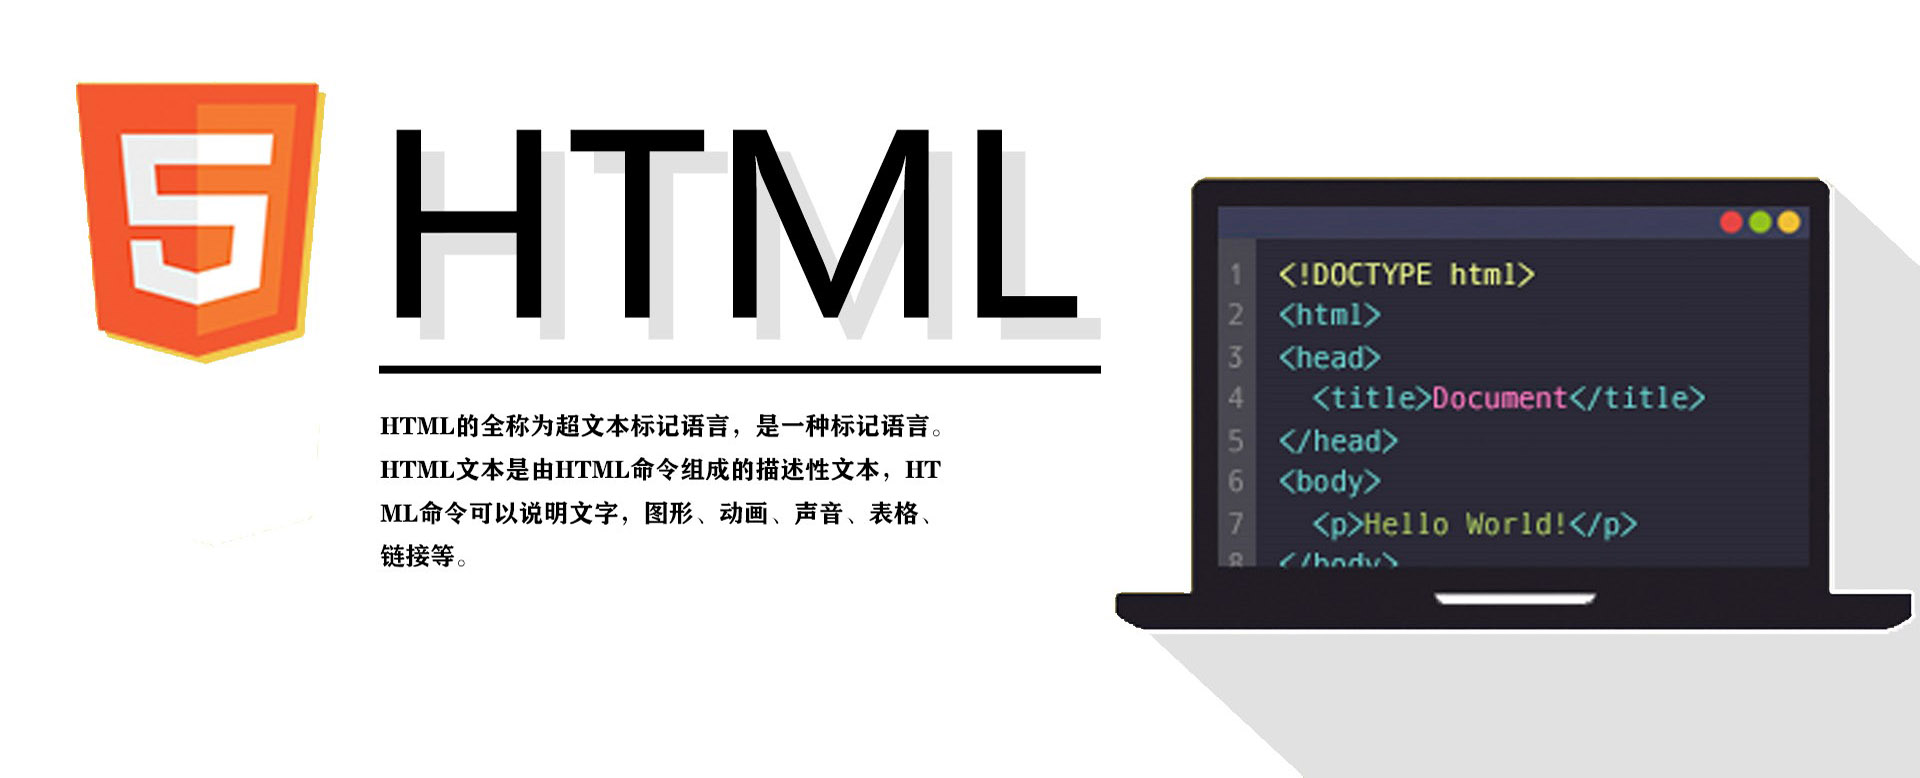 5
HTML
HTML的全称为超文本标记语言，是一种标记语言。
HTML文本是由HTML命令组成的描述性文本，HT
ML命令可以说明文字，图形、动画、声音、表格、
链接等。
1 <!DOCTYPE html>
2 <html>
3 <head>
4   <title>Document</title>
5 </head>
6 <body>
7   <p>Hello World!</p>
8 </body>